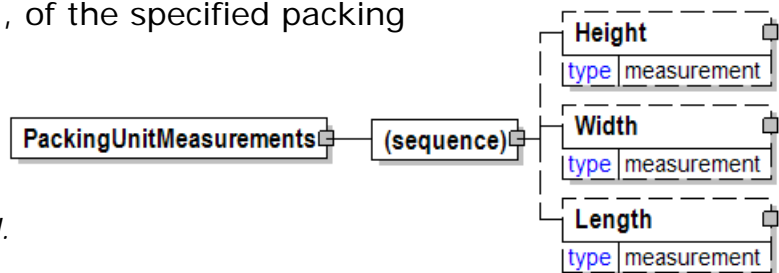 , of the specified packing
Height
type measurement
PackingUnitMeasurements
(sequence)
Width
type measurement
Length
type measurement
.